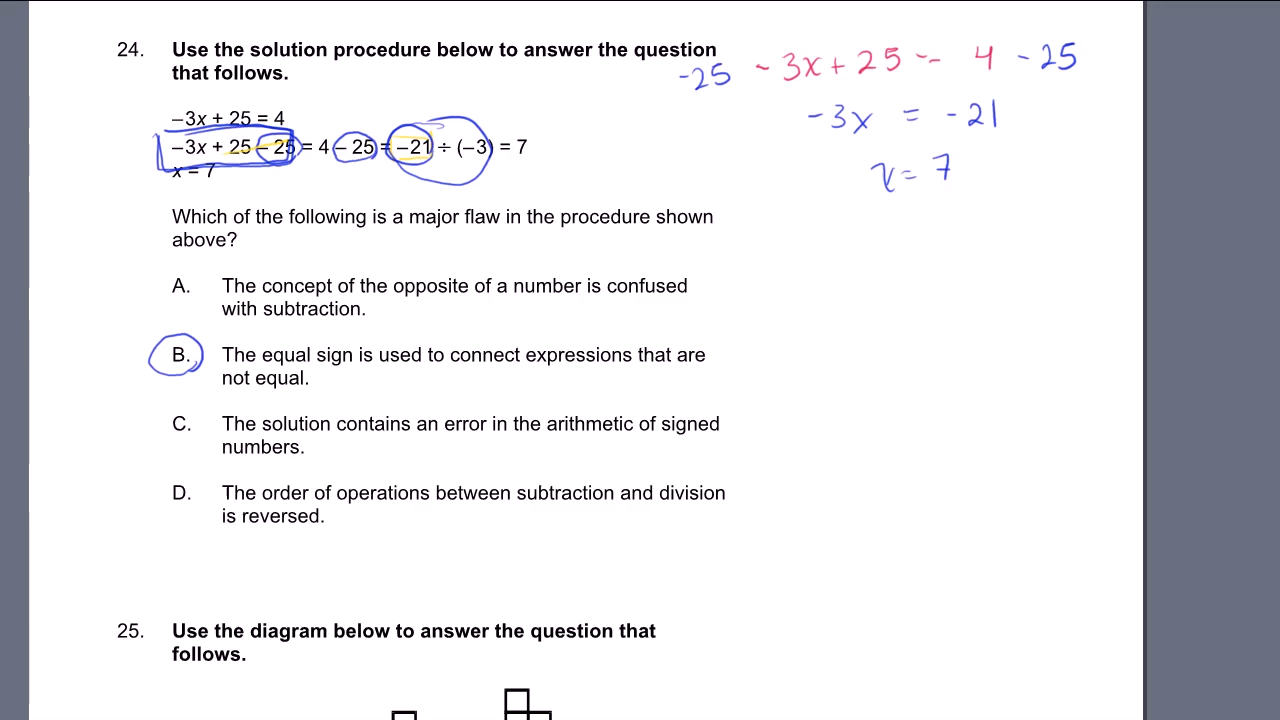 24. Use the solution procedure below to answer the question
that follows.
−3x + 25 = 4
−3x + 25 − 25 = 4 − 25 = −21 ÷ (−3) = 7
x = 7
-25 - 3x + 25 -- 4 - 25
-3x = -21
x = 7
Which of the following is a major flaw in the procedure shown
above?
A. The concept of the opposite of a number is confused
with subtraction.
B. The equal sign is used to connect expressions that are
not equal.
C. The solution contains an error in the arithmetic of signed
numbers.
D. The order of operations between subtraction and division
is reversed.
25. Use the diagram below to answer the question that
follows.